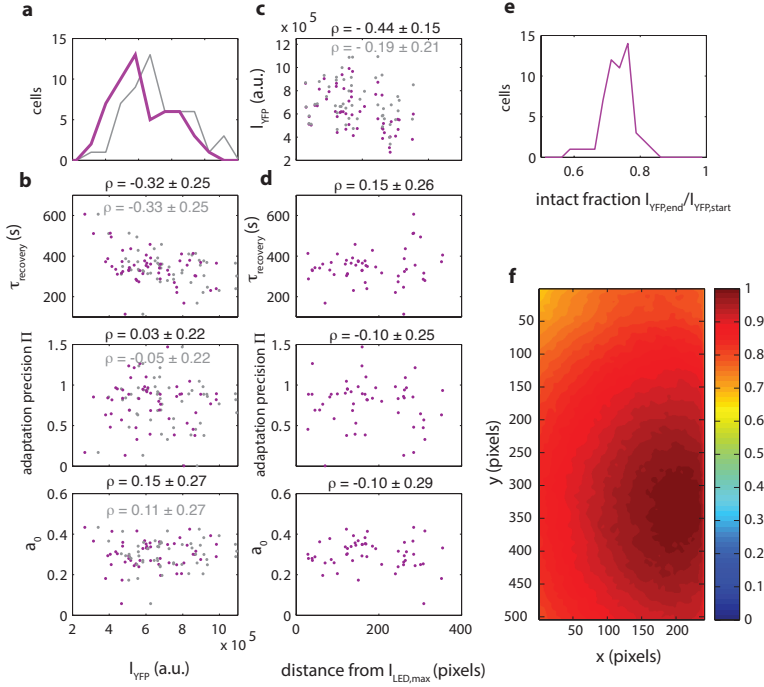 a
15
10
5
0
cells
c
x 10^5
ρ = - 0.44 ± 0.15
ρ = - 0.19 ± 0.21
12
10
8
6
4
2
I_YFP (a.u.)
e
15
10
5
0
cells
0.6
0.8
1
intact fraction I_YFP,end/I_YFP,start
b
ρ = -0.32 ± 0.25
ρ = -0.33 ± 0.25
600
400
200
τ_recovery (s)
ρ = 0.03 ± 0.22
ρ = -0.05 ± 0.22
1.5
1
0.5
0
adaptation precision Π
ρ = 0.15 ± 0.27
ρ = 0.11 ± 0.27
0.6
0.4
0.2
0
a_0
2
4
6
8
10
x 10^5
I_YFP (a.u.)
d
ρ = 0.15 ± 0.26
600
400
200
τ_recovery (s)
ρ = -0.10 ± 0.25
1.5
1
0.5
0
adaptation precision Π
ρ = -0.10 ± 0.29
0.6
0.4
0.2
0
a_0
0
200
400
distance from I_LED,max (pixels)
f
50
100
150
200
250
300
350
400
450
500
y (pixels)
50
100
150
200
x (pixels)
1
0.9
0.8
0.7
0.6
0.5
0.4
0.3
0.2
0.1
0